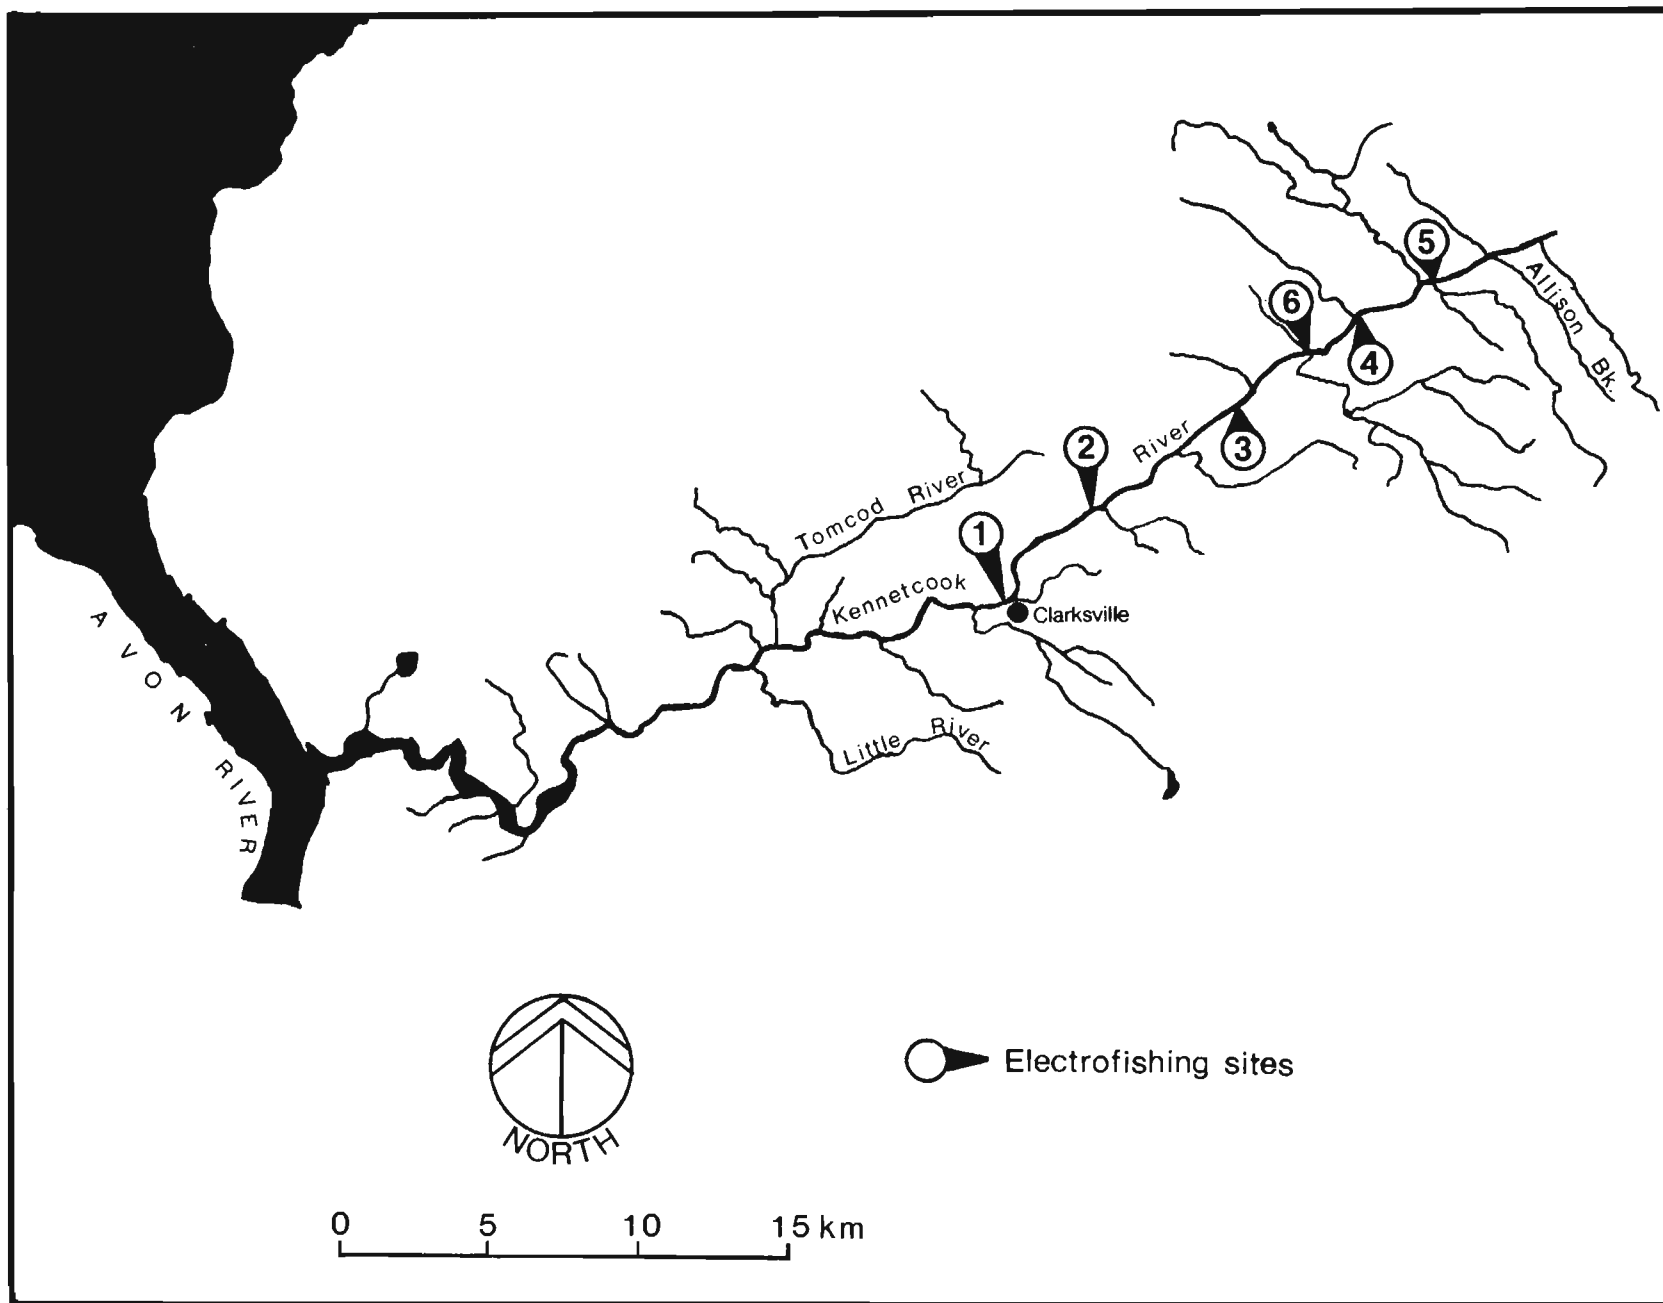 5
Allison Bk.
6
4
River
3
2
Tomcod River
1
Kennetcook
Clarksville
AVON RIVER
Little River
Electrofishing sites
NORTH
0 5 10 15 km